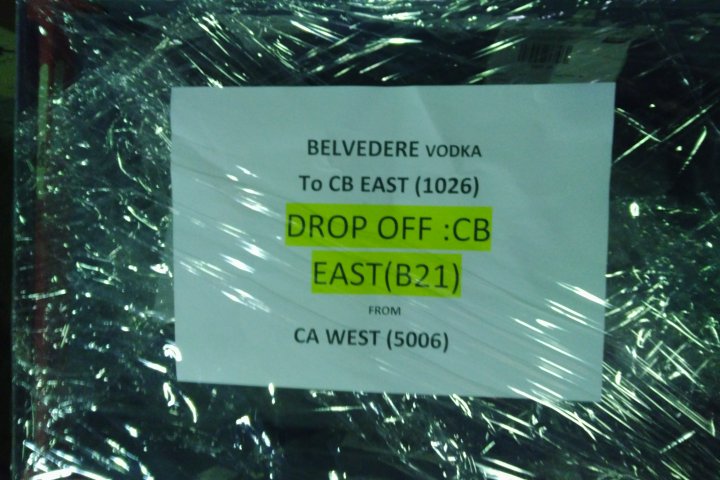 BELVEDERE VODKA
To CB EAST (1026)
DROP OFF :CB
EAST(B21)
FROM
CA WEST (5006)